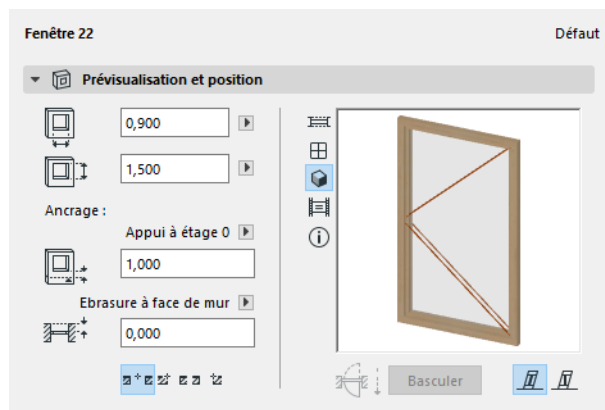 Fenêtre 22 Défaut
Prévisualisation et position
0,900
1,500
Ancrage :
Appui à étage 0
1,000
Ebrasure à face de mur
0,000
Basculer